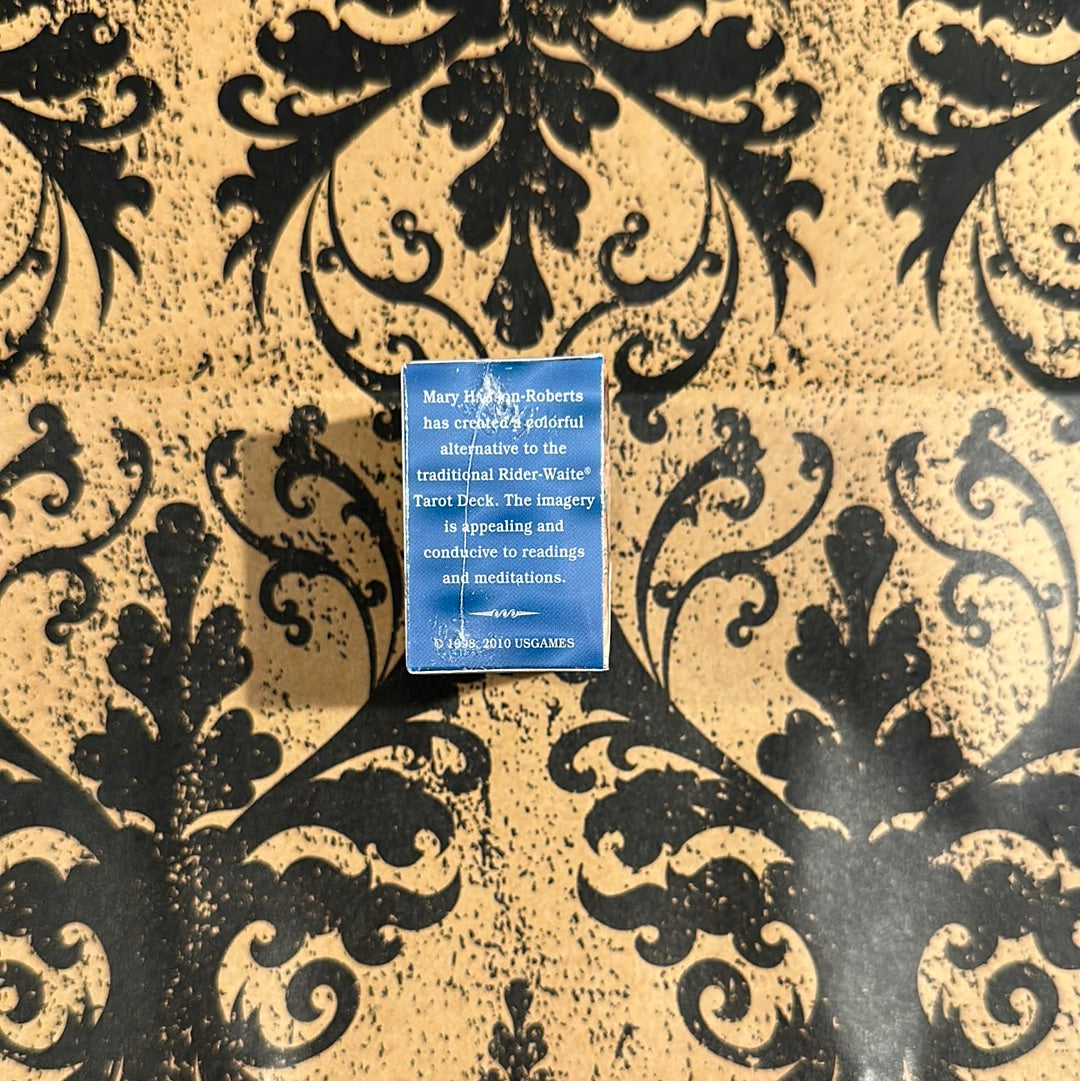 Mary
has created a colorful
alternative to the
traditional Rider-Waite®
Tarot Deck. The imagery
is appealing and
conducive to readings
and meditations.
© 1998, 2010 USGAMES